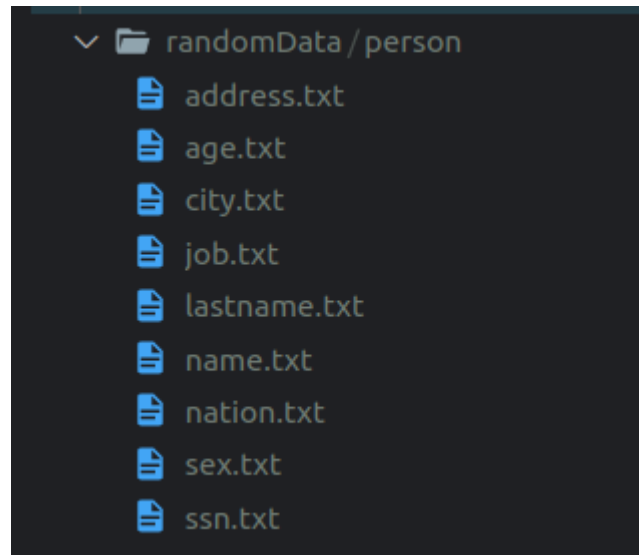 randomData / person
address.txt
age.txt
city.txt
job.txt
lastname.txt
name.txt
nation.txt
sex.txt
ssn.txt